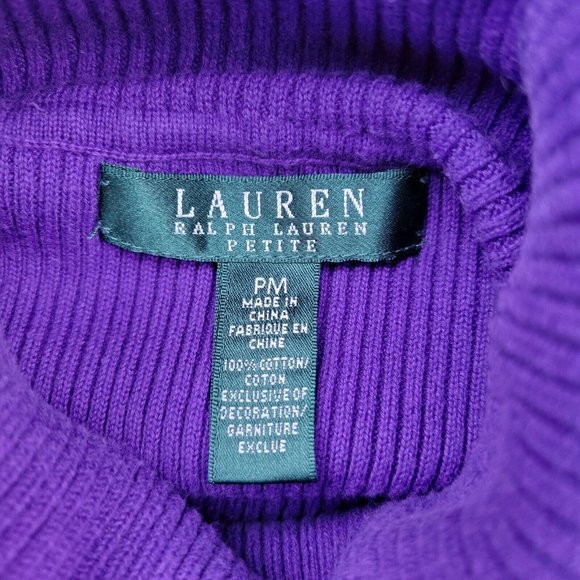 LAUREN
RALPH LAUREN
PETITE
PM
MADE IN
CHINA
FABRIQUE EN
CHINE
100% COTTON/
COTON
EXCLUSIVE OF
DECORATION/
GARNITURE
EXCLUE